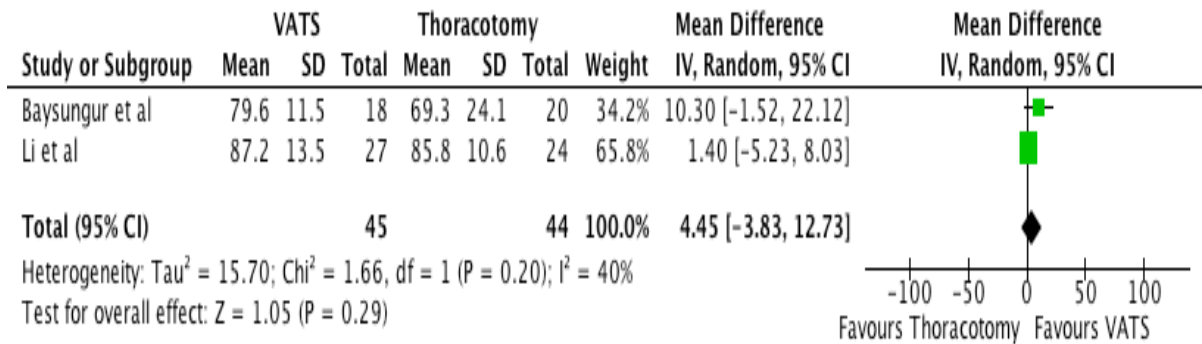 VATS Thoracotomy Mean Difference Mean Difference
Study or Subgroup Mean SD Total Mean SD Total Weight IV, Random, 95% CI IV, Random, 95% CI
Baysungur et al 79.6 11.5 18 69.3 24.1 20 34.2% 10.30 [−1.52, 22.12]
Li et al 87.2 13.5 27 85.8 10.6 24 65.8% 1.40 [−5.23, 8.03]
Total (95% CI) 45 44 100.0% 4.45 [−3.83, 12.73]
Heterogeneity: Tau² = 15.70; Chi² = 1.66, df = 1 (P = 0.20); I² = 40%
Test for overall effect: Z = 1.05 (P = 0.29)
−100 −50 0 50 100
Favours Thoracotomy Favours VATS